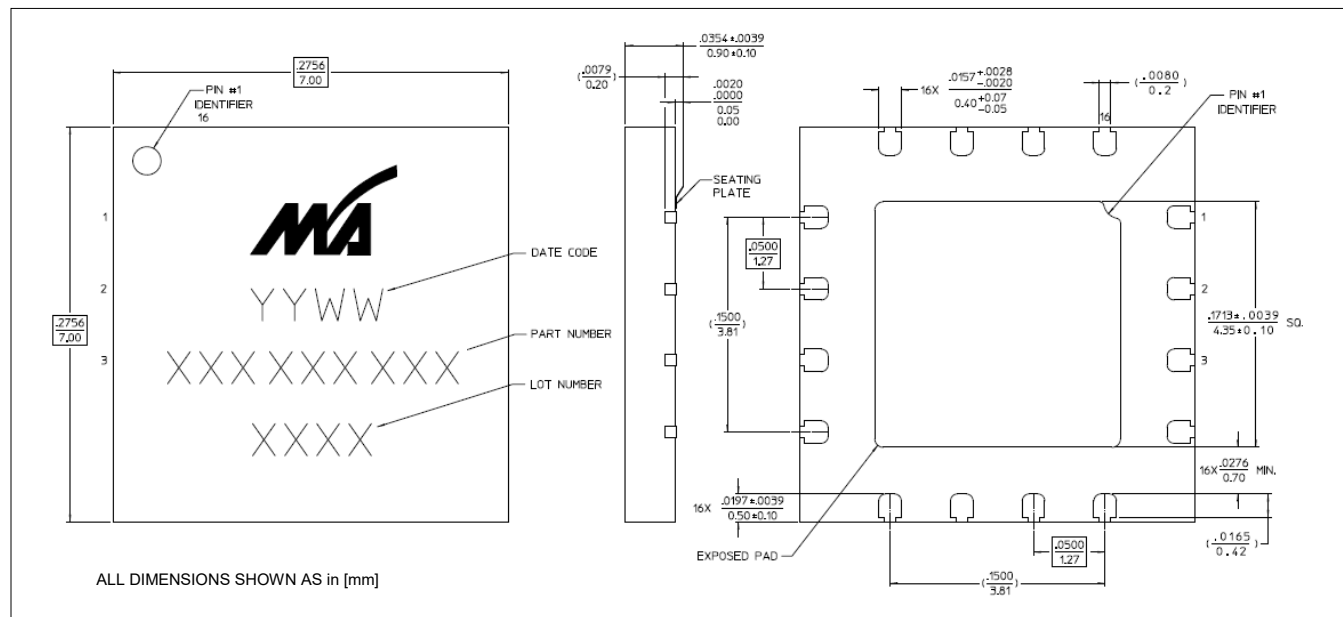 .2756
7.00
PIN #1
IDENTIFIER
16
1
2
3
.2756
7.00
MA
YYWW
XXX XXX XXX
XXXX
DATE CODE
PART NUMBER
LOT NUMBER
ALL DIMENSIONS SHOWN AS in [mm]
.0354±.0039
0.90±0.10
(.0079
0.20)
.0020
.0000
0.05
0.00
SEATING
PLATE
16X .0157+.0028
-.0020
0.40+0.07
-0.05
(.0080
0.2)
16
PIN #1
IDENTIFIER
.0500
1.27
(.1500
3.81)
1
2
3
.1713±.0039
4.35±0.10 SQ.
16X .0276
0.70 MIN.
16X .0197±.0039
0.50±0.10
EXPOSED PAD
.0500
1.27
(.1500
3.81)
(.0165
0.42)